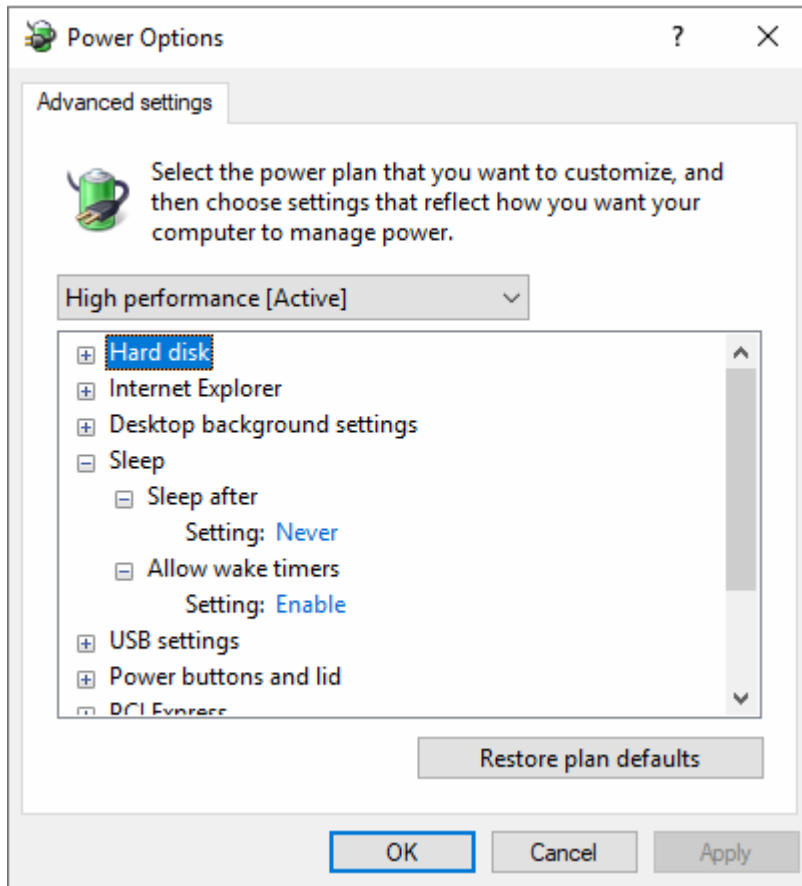 Power Options
?
Advanced settings
Select the power plan that you want to customize, and
then choose settings that reflect how you want your
computer to manage power.
High performance [Active]
Hard disk
Internet Explorer
Desktop background settings
Sleep
Sleep after
Setting: Never
Allow wake timers
Setting: Enable
USB settings
Power buttons and lid
PCI Express
Restore plan defaults
OK Cancel Apply